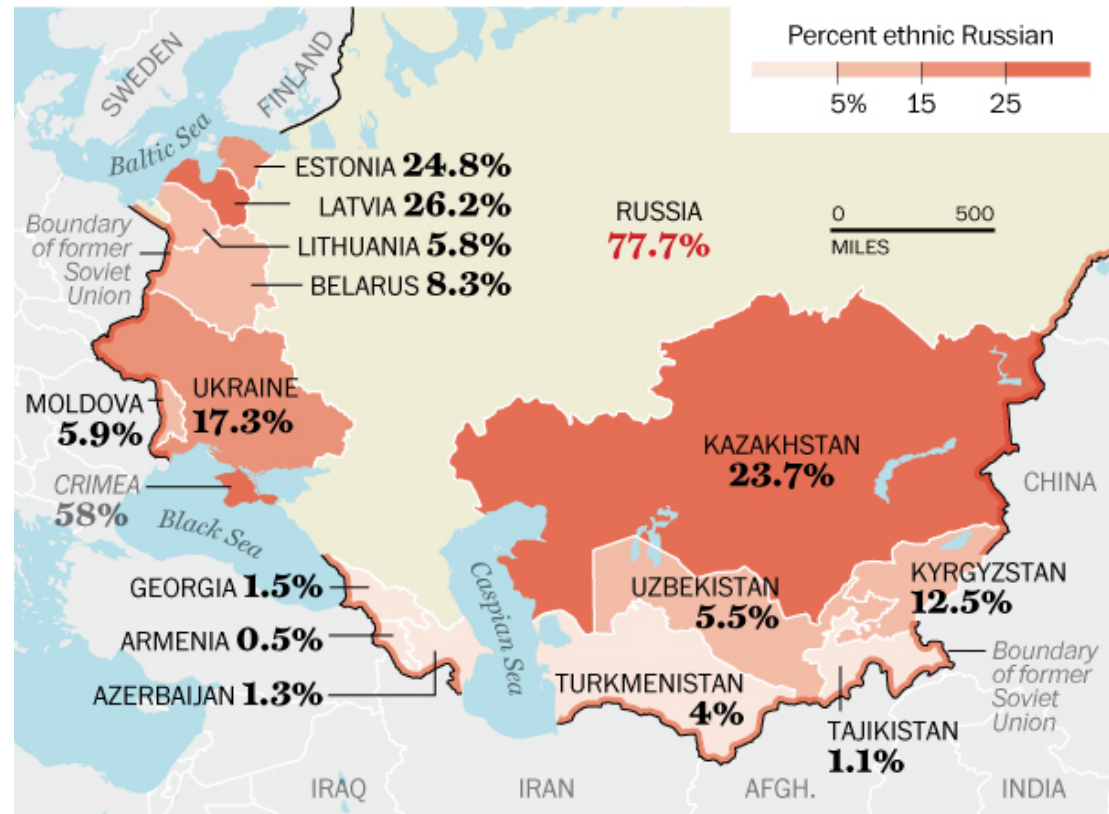 Percent ethnic Russian
5% 15 25
SWEDEN
FINLAND
Baltic Sea
ESTONIA 24.8%
LATVIA 26.2%
LITHUANIA 5.8%
BELARUS 8.3%
RUSSIA
77.7%
0 500
MILES
Boundary
of former
Soviet
Union
UKRAINE
17.3%
MOLDOVA
5.9%
CRIMEA
58%
Black Sea
KAZAKHSTAN
23.7%
CHINA
GEORGIA 1.5%
ARMENIA 0.5%
AZERBAIJAN 1.3%
Caspian Sea
UZBEKISTAN
5.5%
KYRGYZSTAN
12.5%
TURKMENISTAN
4%
TAJIKISTAN
1.1%
Boundary
of former
Soviet
Union
IRAQ
IRAN
AFGH.
INDIA